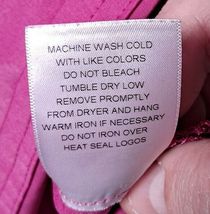 MACHINE WASH COLD
WITH LIKE COLORS
DO NOT BLEACH
TUMBLE DRY LOW
REMOVE PROMPTLY
FROM DRYER AND HANG
WARM IRON IF NECESSARY
DO NOT IRON OVER
HEAT SEAL LOGOS